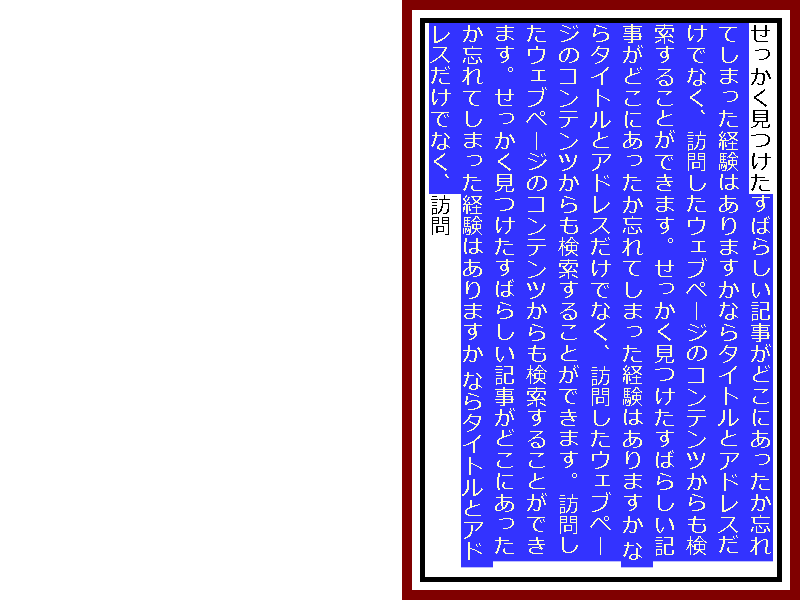 せっかく見つけたすばらしい記事がどこにあったか忘れ
てしまった経験はありますかならタイトルとアドレスだ
けでなく、訪問したウェブページのコンテンツからも検
索することができます。せっかく見つけたすばらしい記
事がどこにあったか忘れてしまった経験はありますか な
らタイトルとアドレスだけでなく、訪問したウェブペー
ジのコンテンツからも検索することができます。訪問し
たウェブページのコンテンツからも検索することができ
ます。せっかく見つけたすばらしい記事がどこにあった
か忘れてしまった経験はありますか ならタイトルとアド
レスだけでなく、訪問